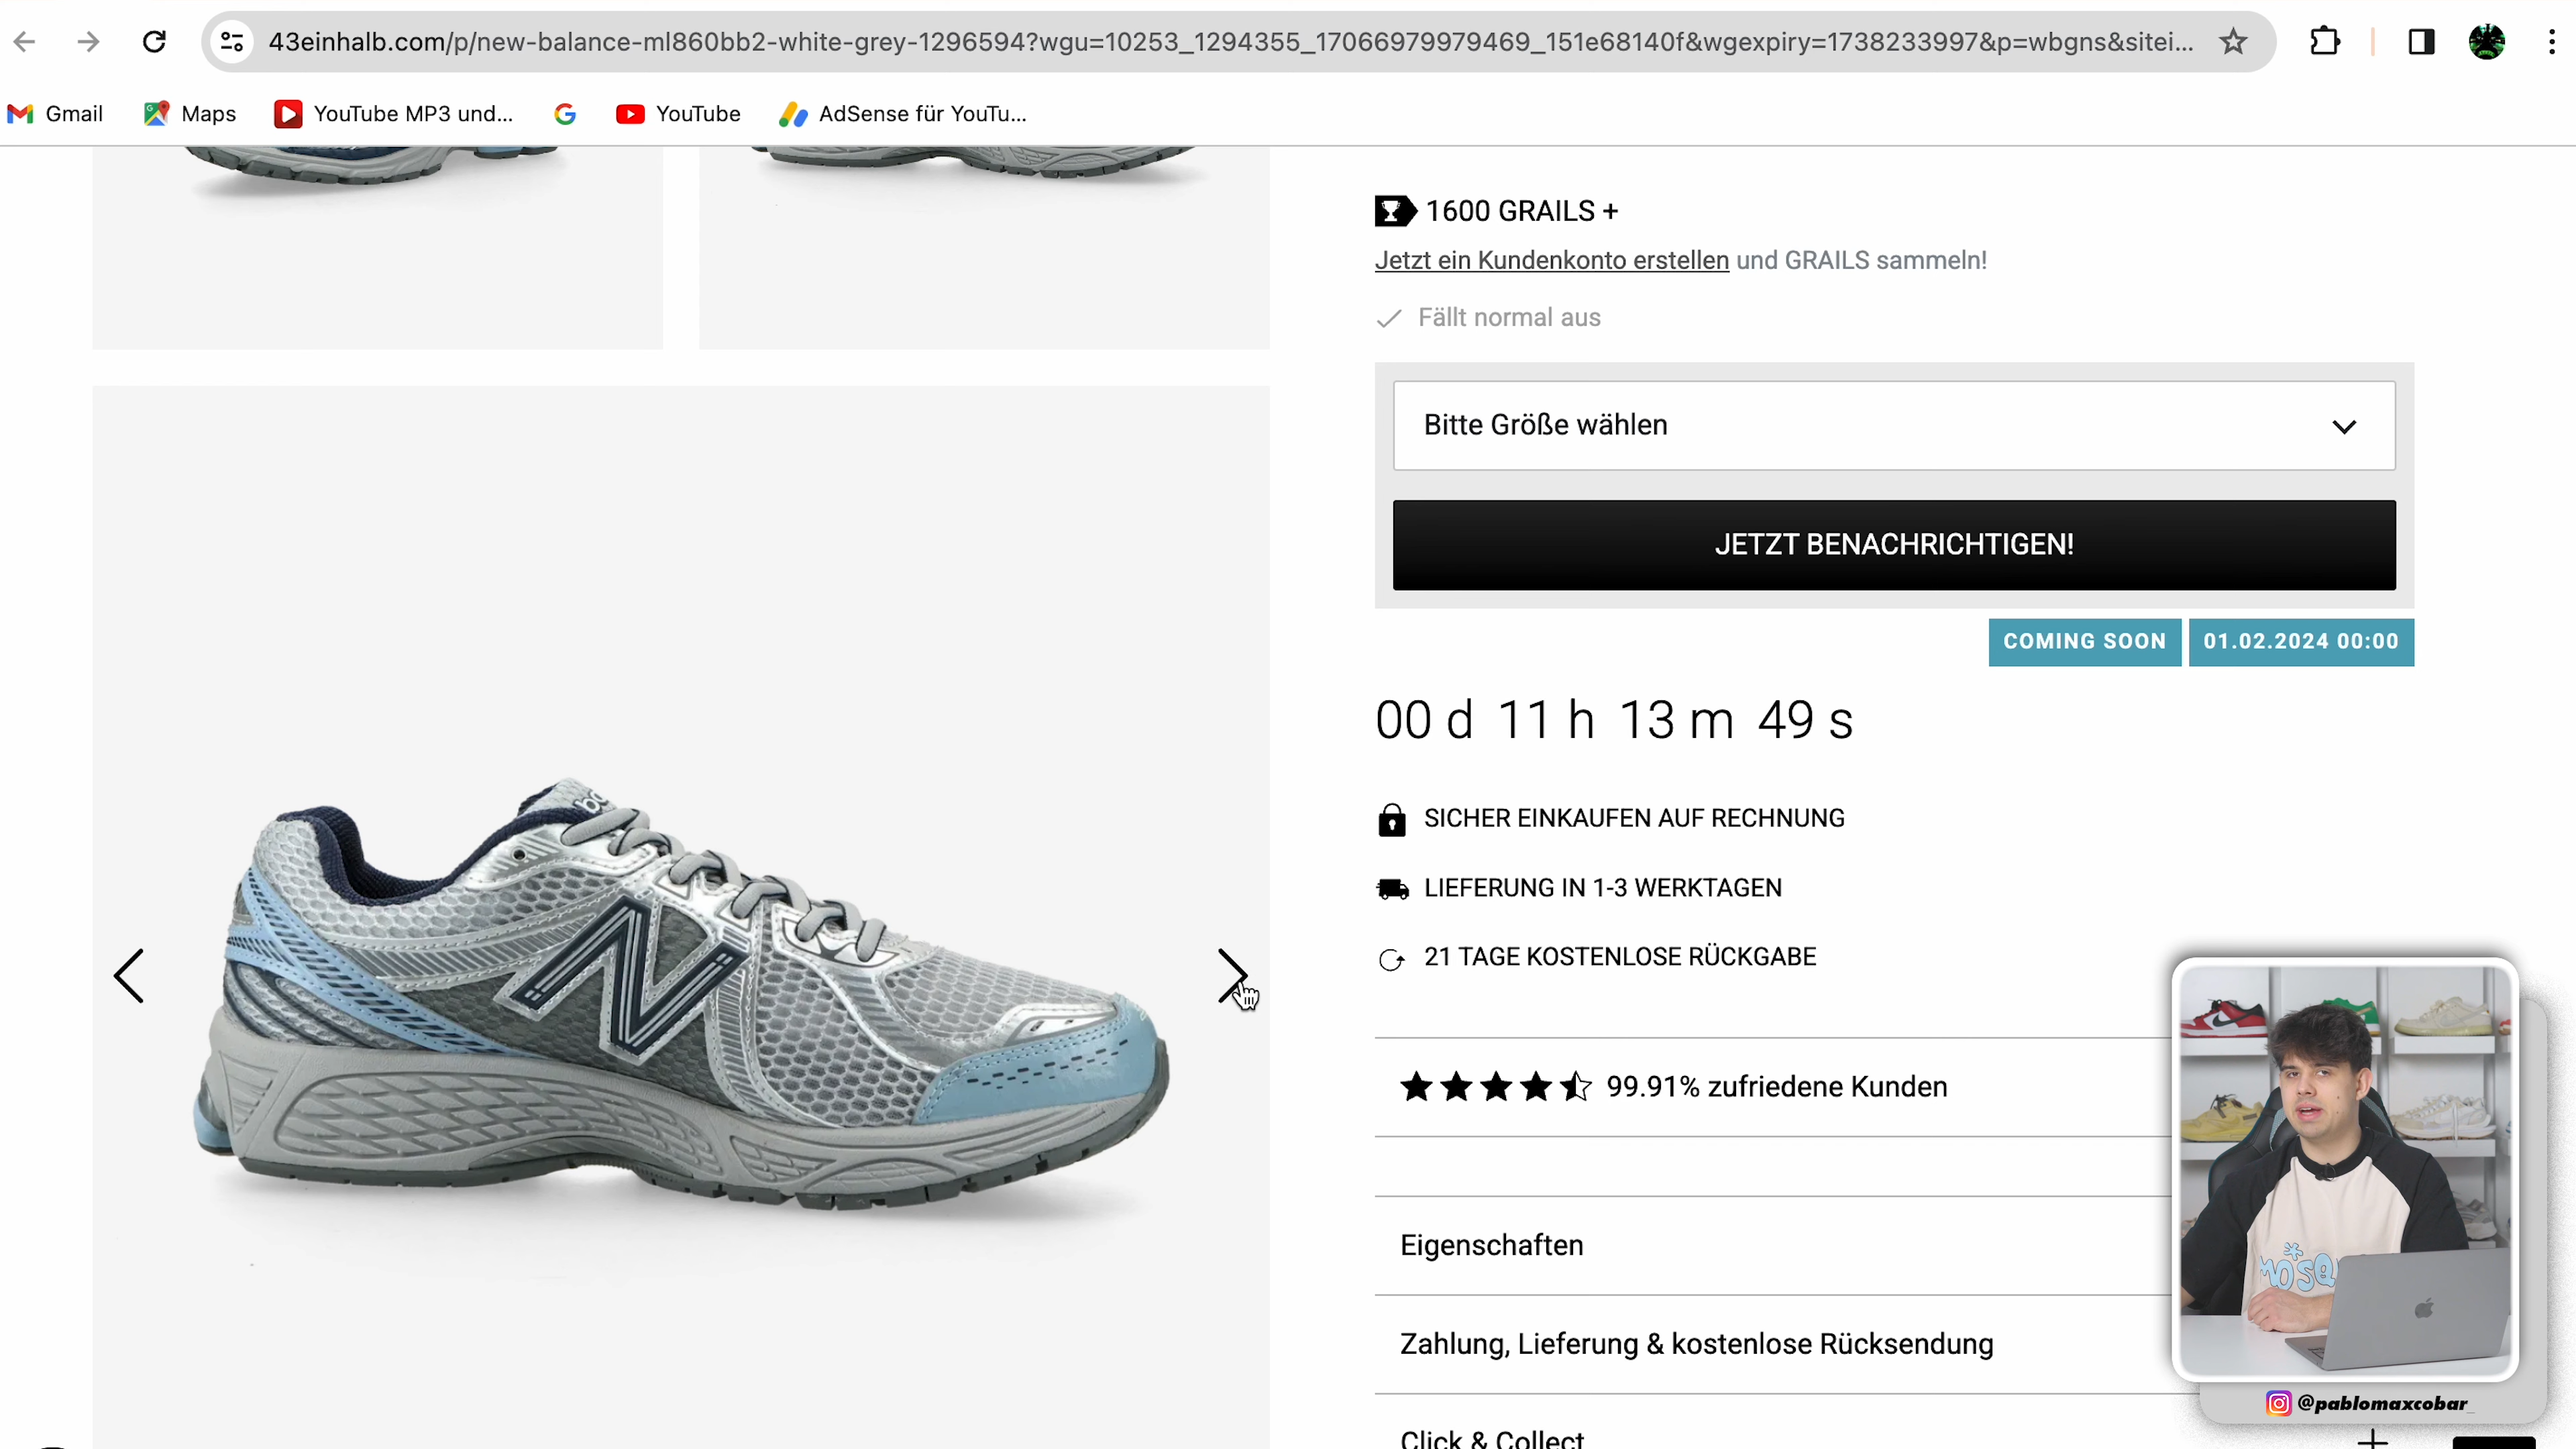 43einhalb.com/p/new-balance-ml860bb2-white-grey-1296594?wgu=10253_1294355_17066979979469_151e68140f&wgexpiry=1738233997&p=wbgns&sitei...
Gmail
Maps
YouTube MP3 und...
YouTube
AdSense für YouTu...
1600 GRAILS +
Jetzt ein Kundenkonto erstellen und GRAILS sammeln!
Fällt normal aus
Bitte Größe wählen
JETZT BENACHRICHTIGEN!
COMING SOON
01.02.2024 00:00
00 d 11 h 13 m 49 s
SICHER EINKAUFEN AUF RECHNUNG
LIEFERUNG IN 1-3 WERKTAGEN
21 TAGE KOSTENLOSE RÜCKGABE
N
99.91% zufriedene Kunden
Eigenschaften
Zahlung, Lieferung & kostenlose Rücksendung
@pablomaxcobar_
Click & Collect